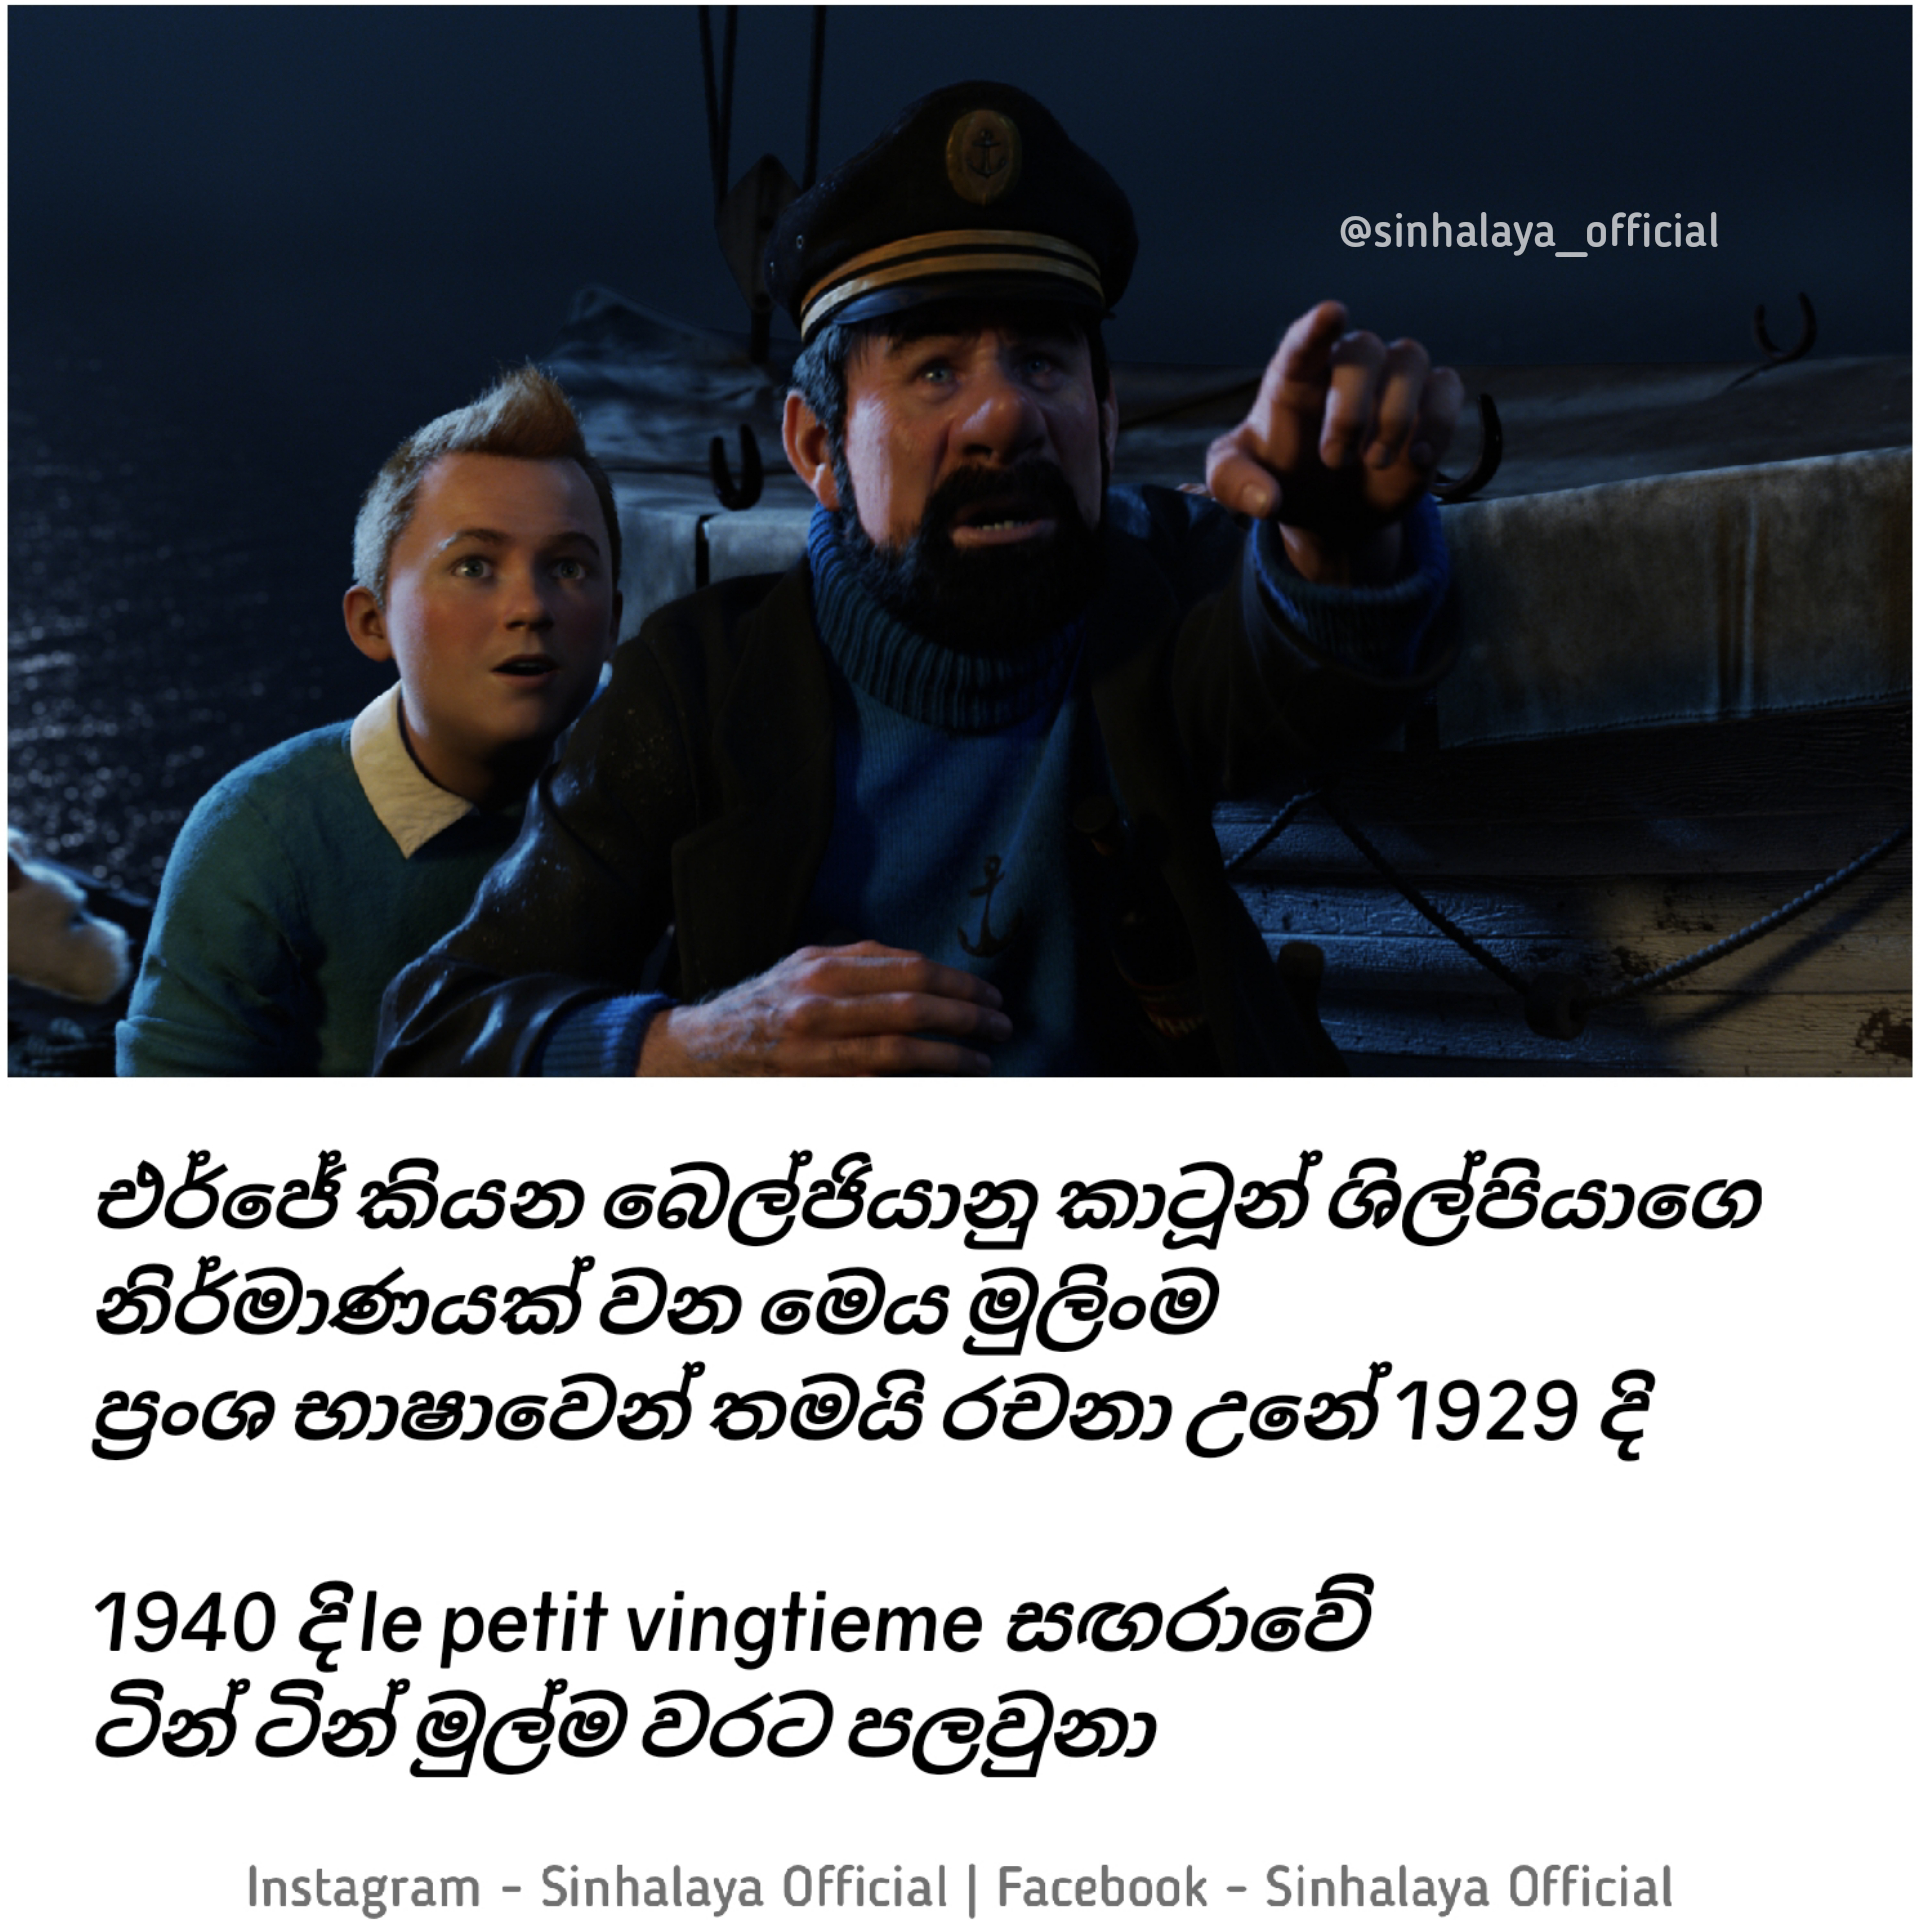 @sinhalaya_official
එර්ජේ කියන බෙල්ජියානු කාටූන් ශිල්පියාගෙ
නිර්මාණයක් වන මෙය මුලිංම
ප්‍රංශ භාෂාවෙන් තමයි රචනා උනේ 1929 දි
1940 දි le petit vingtieme සඟරාවේ
ටින් ටින් මුල්ම වරට පලවුනා
Instagram - Sinhalaya Official | Facebook - Sinhalaya Official